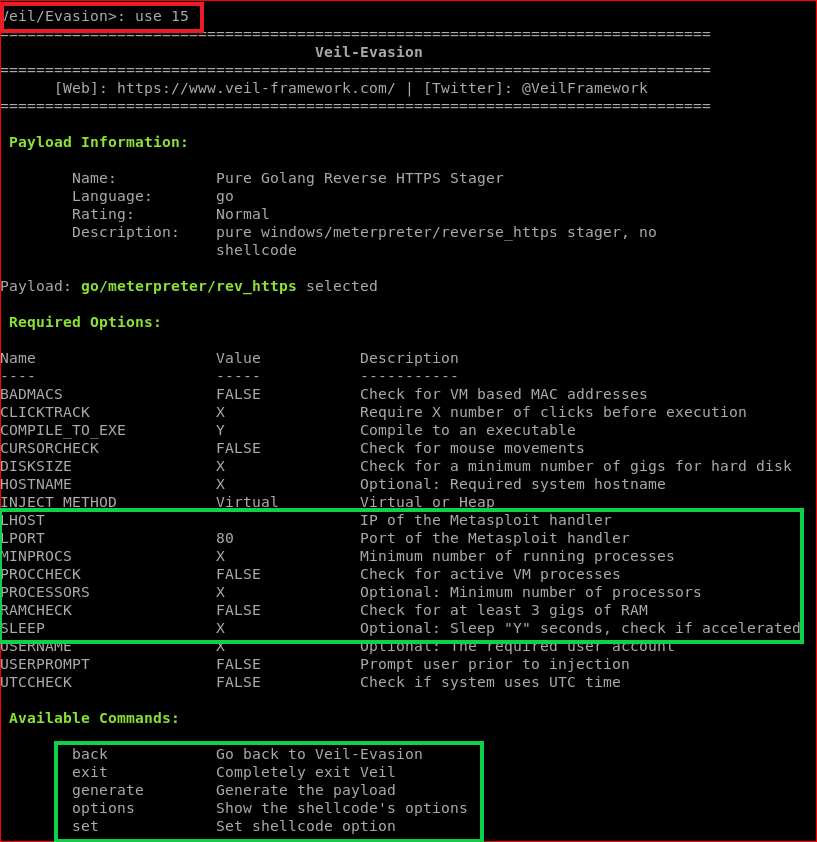 Veil/Evasion>: use 15
===============================================================================
Veil-Evasion
===============================================================================
[Web]: https://www.veil-framework.com/ | [Twitter]: @VeilFramework
===============================================================================
Payload Information:
Name: Pure Golang Reverse HTTPS Stager
Language: go
Rating: Normal
Description: pure windows/meterpreter/reverse_https stager, no
shellcode
Payload: go/meterpreter/rev_https selected
Required Options:
Name Value Description
---- ----- -----------
BADMACS FALSE Check for VM based MAC addresses
CLICKTRACK X Require X number of clicks before execution
COMPILE_TO_EXE Y Compile to an executable
CURSORCHECK FALSE Check for mouse movements
DISKSIZE X Check for a minimum number of gigs for hard disk
HOSTNAME X Optional: Required system hostname
INJECT_METHOD Virtual Virtual or Heap
LHOST IP of the Metasploit handler
LPORT 80 Port of the Metasploit handler
MINPROCS X Minimum number of running processes
PROCCHECK FALSE Check for active VM processes
PROCESSORS X Optional: Minimum number of processors
RAMCHECK FALSE Check for at least 3 gigs of RAM
SLEEP X Optional: Sleep "Y" seconds, check if accelerated
USERNAME X Optional: The required user account
USERPROMPT FALSE Prompt user prior to injection
UTCCHECK FALSE Check if system uses UTC time
Available Commands:
back Go back to Veil-Evasion
exit Completely exit Veil
generate Generate the payload
options Show the shellcode's options
set Set shellcode option